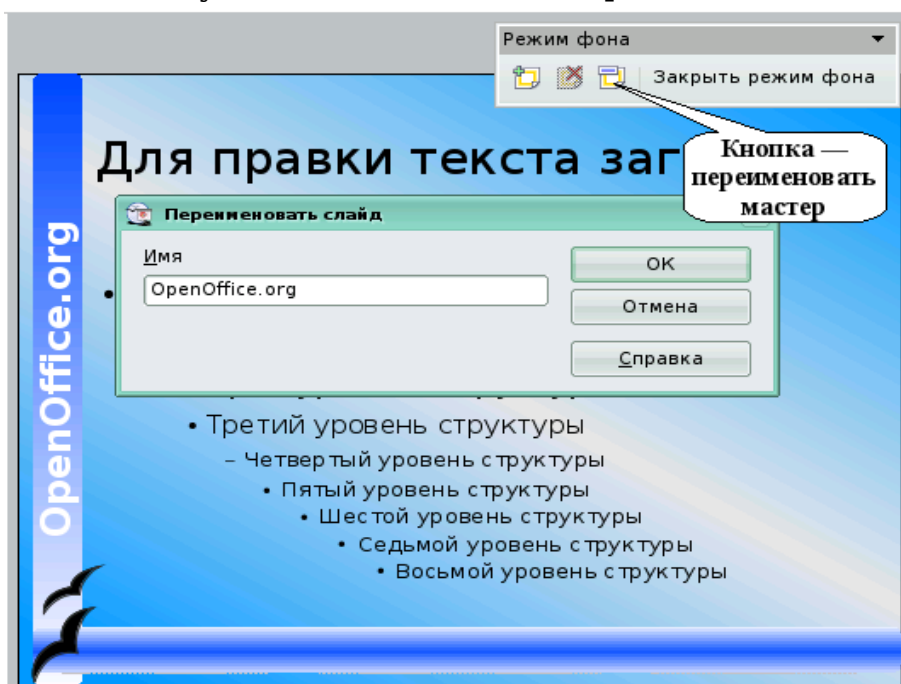 Режим фона
Закрыть режим фона
Кнопка —
переименовать
мастер
Для правки текста заг
Переименовать слайд
Имя
OpenOffice.org
OK
Отмена
Справка
OpenOffice.org
• Третий уровень структуры
– Четвертый уровень структуры
• Пятый уровень структуры
• Шестой уровень структуры
• Седьмой уровень структуры
• Восьмой уровень структуры